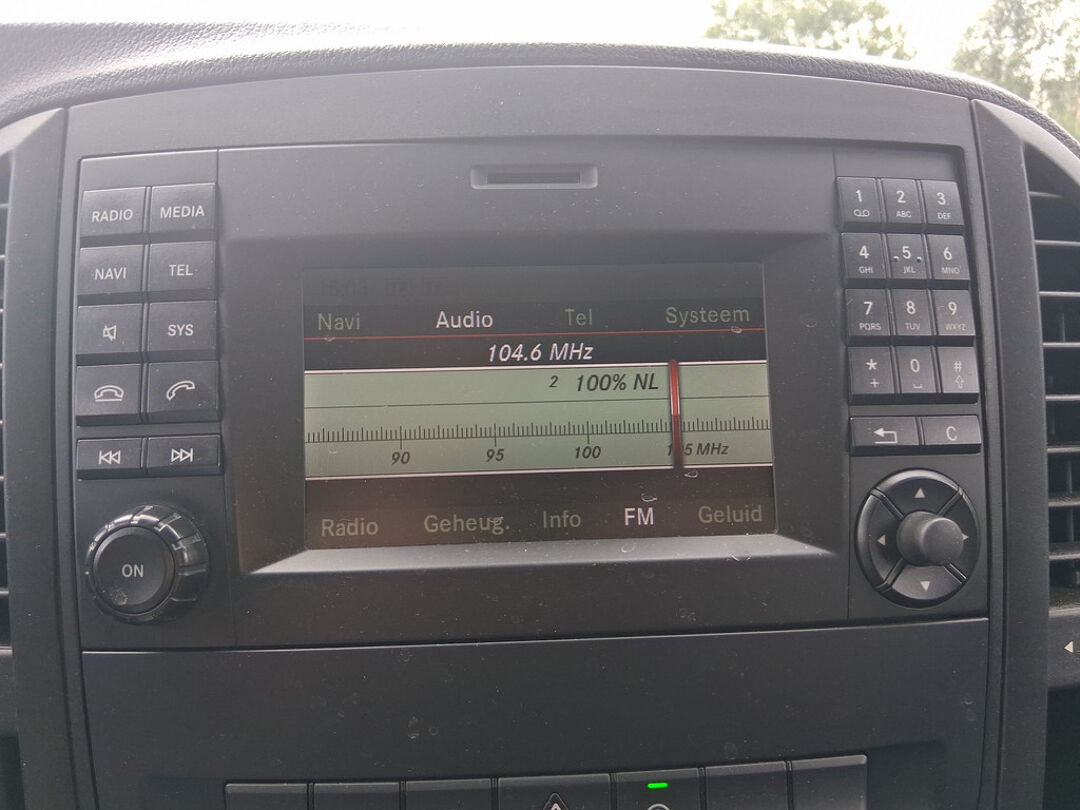 RADIO MEDIA
NAVI TEL
SYS
ON
Navi Audio Tel Systeem
104.6 MHz
2 100% NL
90 95 100 MHz
Radio Geheug. Info FM Geluid
1 2 ABC 3 DEF
4 GHI 5 JKL 6 MNO
7 PQRS 8 TUV 9 WXYZ
* + 0 #
C